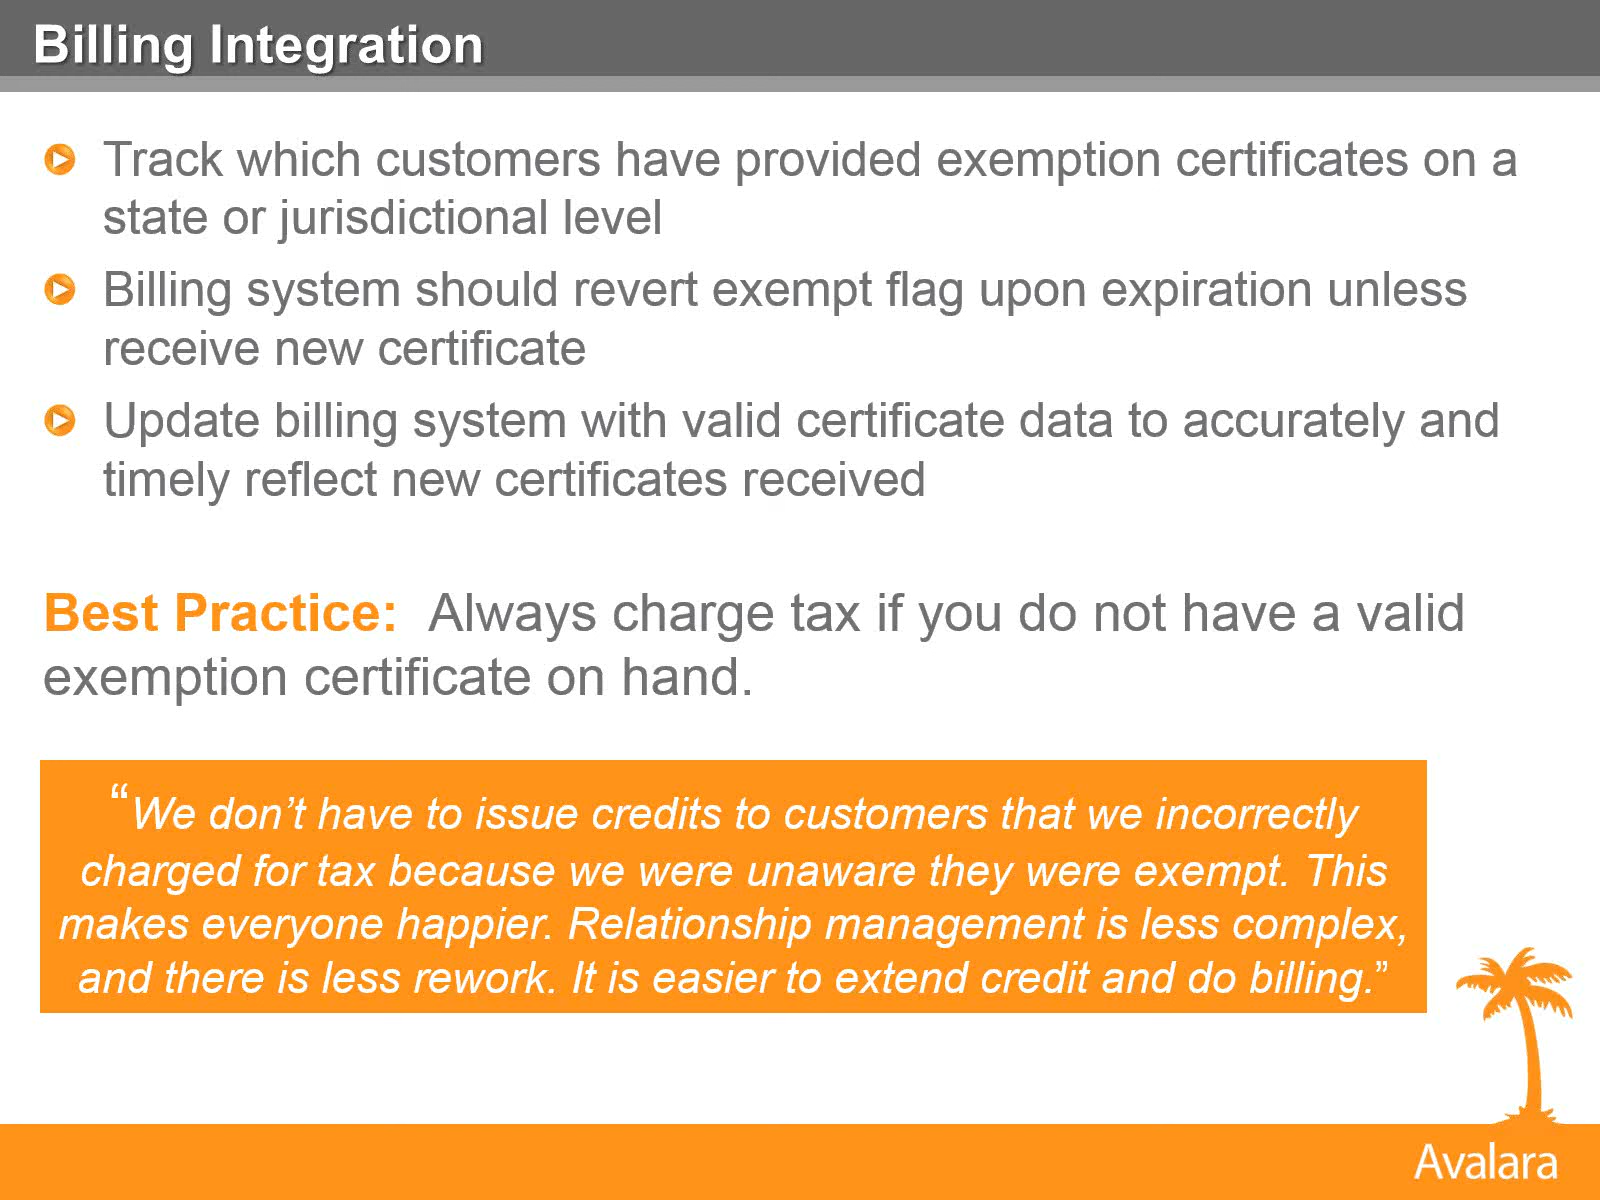 Billing Integration
Track which customers have provided exemption certificates on a
state or jurisdictional level
Billing system should revert exempt flag upon expiration unless
receive new certificate
Update billing system with valid certificate data to accurately and
timely reflect new certificates received
Best Practice: Always charge tax if you do not have a valid
exemption certificate on hand.
“We don’t have to issue credits to customers that we incorrectly
charged for tax because we were unaware they were exempt. This
makes everyone happier. Relationship management is less complex,
and there is less rework. It is easier to extend credit and do billing.”
Avalara